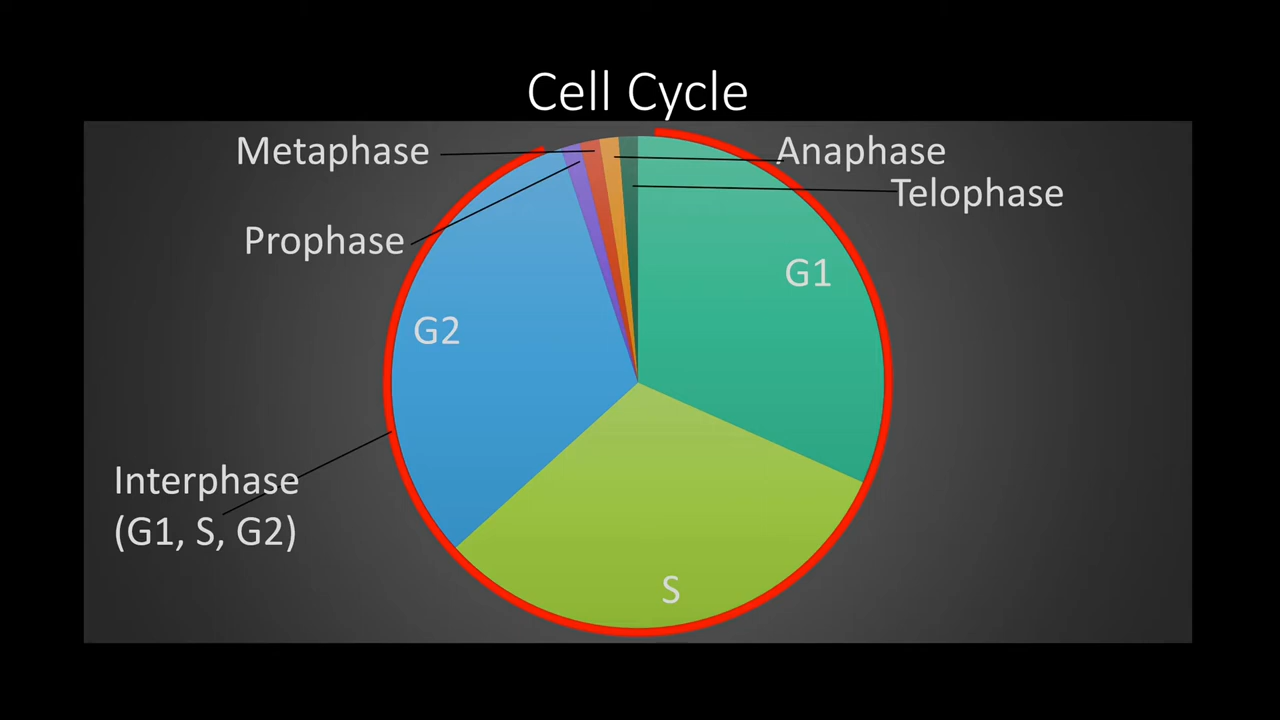 Cell Cycle
Metaphase
Anaphase
Telophase
Prophase
G1
G2
Interphase
(G1, S, G2)
S